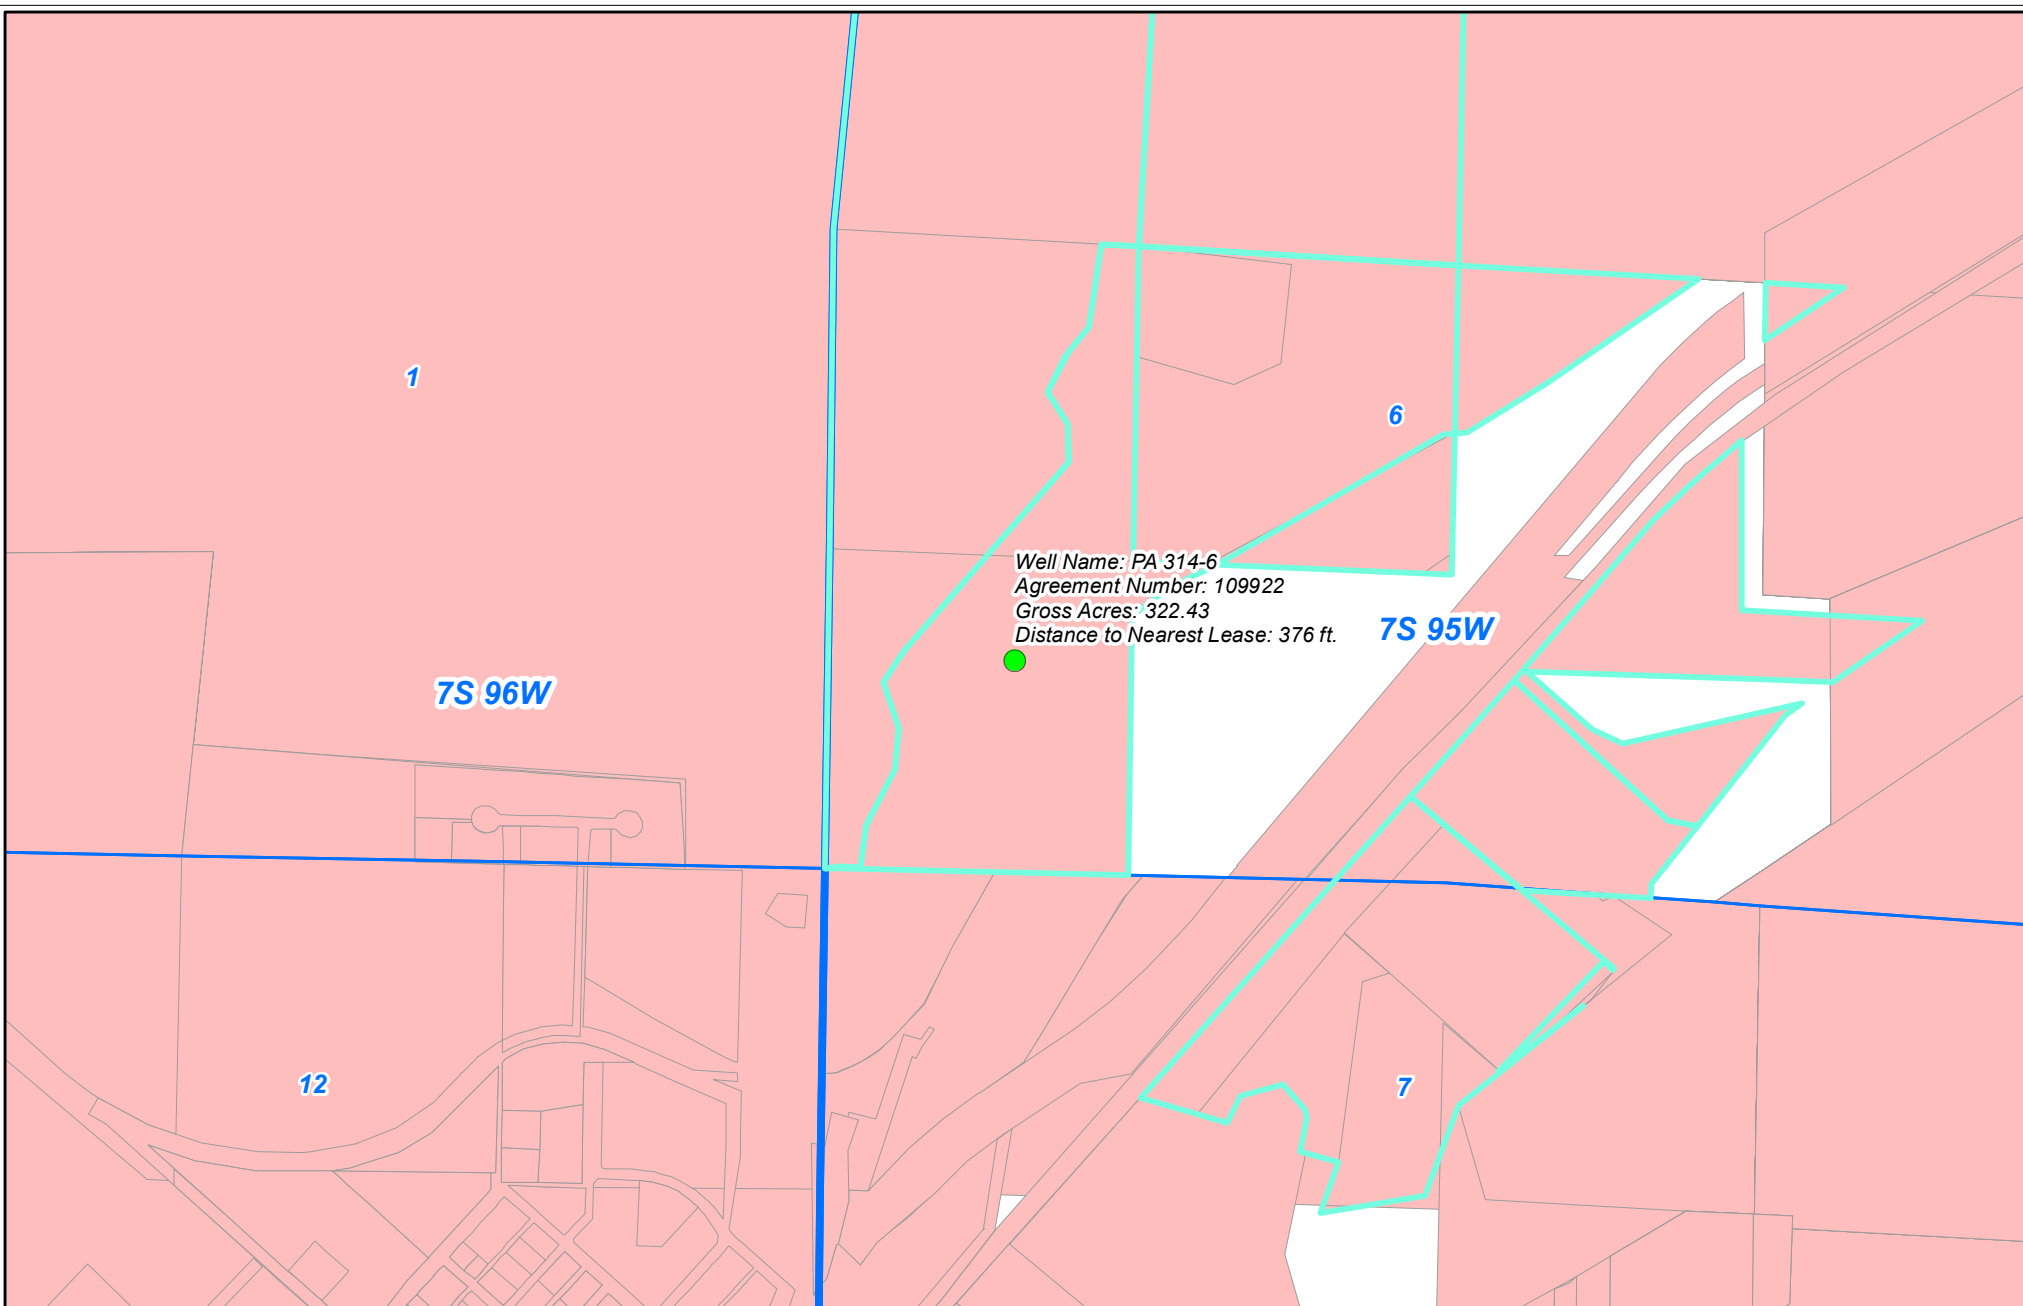 1
6
Well Name: PA 314-6
Agreement Number: 109922
Gross Acres: 322.43
Distance to Nearest Lease: 376 ft.
7S 95W
7S 96W
12
7